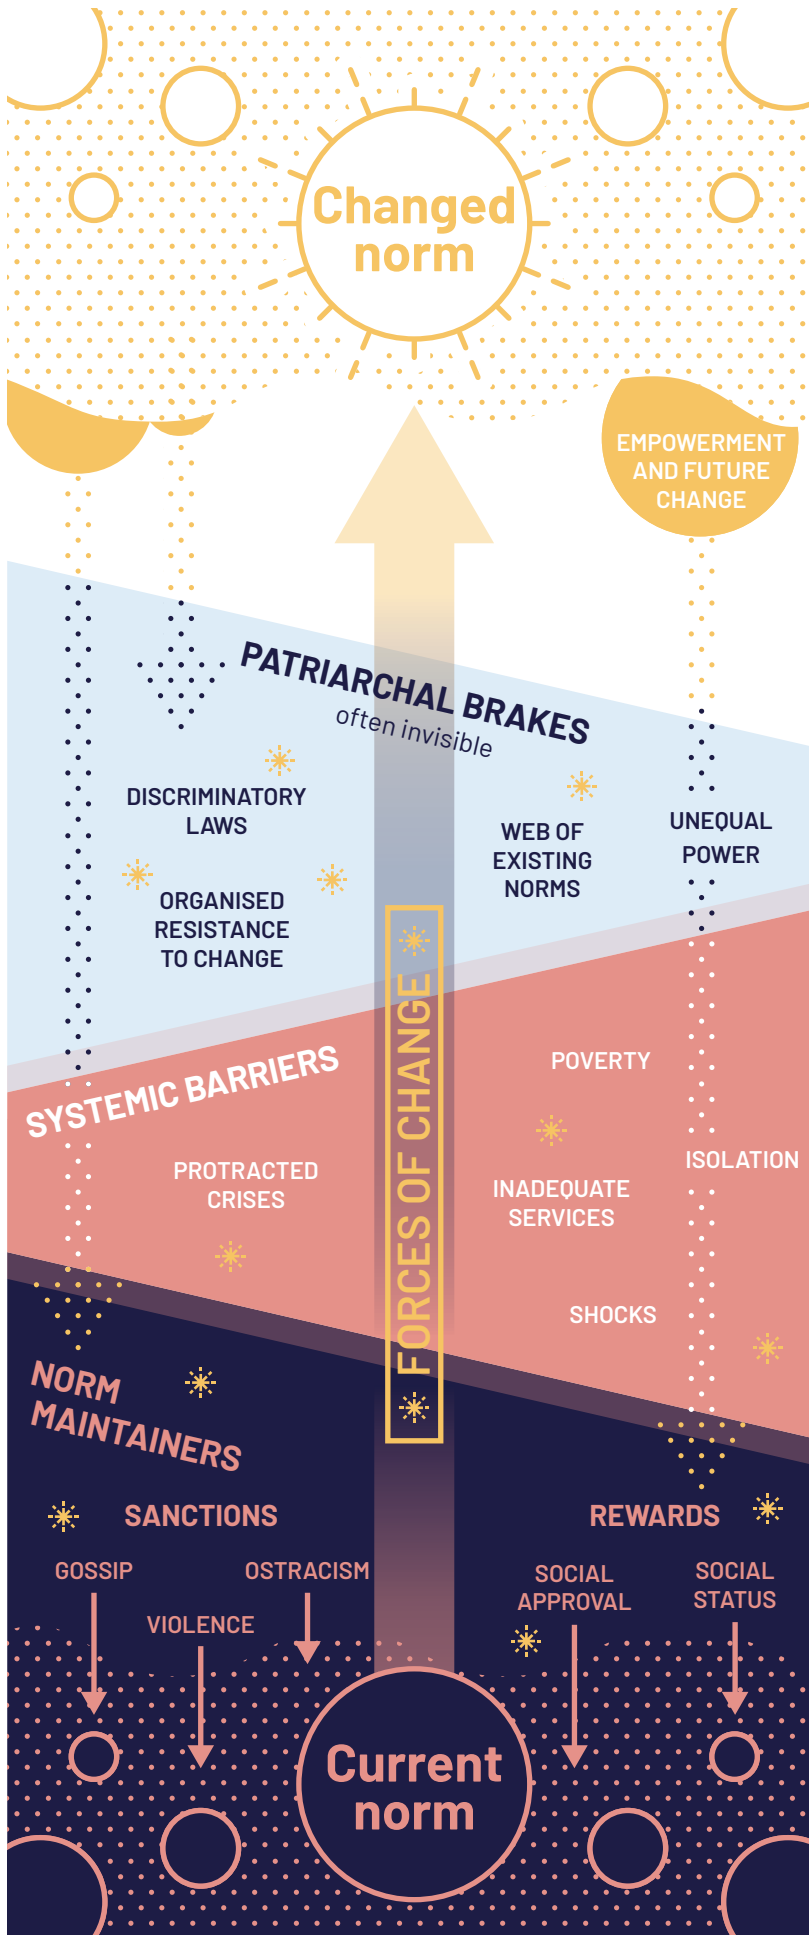 Changed
norm
EMPOWERMENT
AND FUTURE
CHANGE
PATRIARCHAL BRAKES
often invisible
DISCRIMINATORY
LAWS
ORGANISED
RESISTANCE
TO CHANGE
WEB OF
EXISTING
NORMS
UNEQUAL
POWER
FORCES OF CHANGE
SYSTEMIC BARRIERS
PROTRACTED
CRISES
POVERTY
ISOLATION
INADEQUATE
SERVICES
SHOCKS
NORM
MAINTAINERS
SANCTIONS
GOSSIP
OSTRACISM
VIOLENCE
REWARDS
SOCIAL
APPROVAL
SOCIAL
STATUS
Current
norm